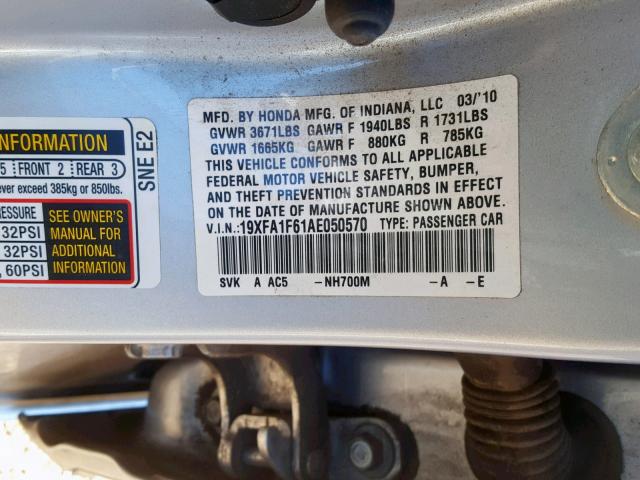 MFD. BY HONDA MFG. OF INDIANA, LLC 03/'10
GVWR 3671LBS GAWR F 1940LBS R 1731LBS
GVWR 1665KG GAWR F 880KG R 785KG
THIS VEHICLE CONFORMS TO ALL APPLICABLE
FEDERAL MOTOR VEHICLE SAFETY, BUMPER,
AND THEFT PREVENTION STANDARDS IN EFFECT
ON THE DATE OF MANUFACTURE SHOWN ABOVE.
V.I.N.:19XFA1F61AE050570 TYPE: PASSENGER CAR
SVK A AC5 -NH700M -A -E
INFORMATION
5 FRONT 2 REAR 3
ever exceed 385kg or 850lbs.
PRESSURE
32PSI
32PSI
, 60PSI
SEE OWNER'S
MANUAL FOR
ADDITIONAL
INFORMATION
SNE E2